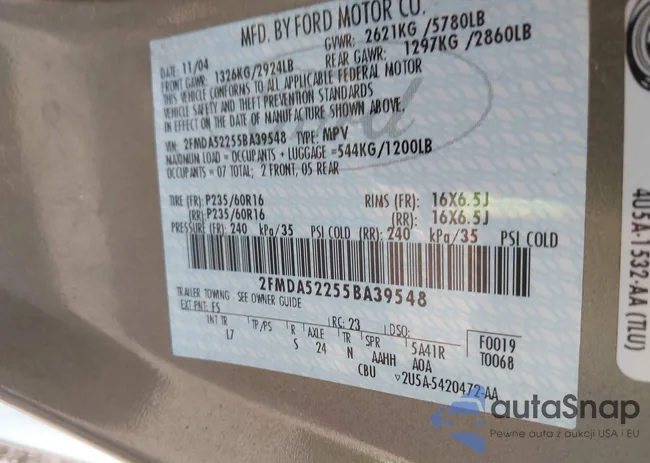 MFD. BY FORD MOTOR CO.
DATE: 11/04 GVWR: 2621KG /5780LB
FRONT GAWR: 1326KG/2924LB REAR GAWR: 1297KG /2860LB
THIS VEHICLE CONFORMS TO ALL APPLICABLE FEDERAL MOTOR
VEHICLE SAFETY AND THEFT PREVENTION STANDARDS
IN EFFECT ON THE DATE OF MANUFACTURE SHOWN ABOVE.
VIN: 2FMDA52255BA39548 TYPE: MPV
MAXIMUM LOAD = OCCUPANTS + LUGGAGE =544KG/1200LB
OCCUPANTS = 07 TOTAL; 2 FRONT, 05 REAR
Ford
TIRE (FR): P235/60R16 RIMS (FR): 16X6.5J
(RR): P235/60R16 (RR): 16X6.5J
PRESSURE (FR): 240 kPa/35 PSI COLD (RR): 240 kPa/35 PSI COLD
2FMDA52255BA39548
TRAILER TOWING - SEE OWNER GUIDE
EXT PNT: FS RC: 23 DSO: F0019
INT TR TP/PS R AXLE TR SPR 5A41R T0068
17 S 24 N AAHH A0A
CBU 2U5A-5420472-AA
4U5A-1532-AA (TLU)
autaSnap
Pewne auta z aukcji USA i EU